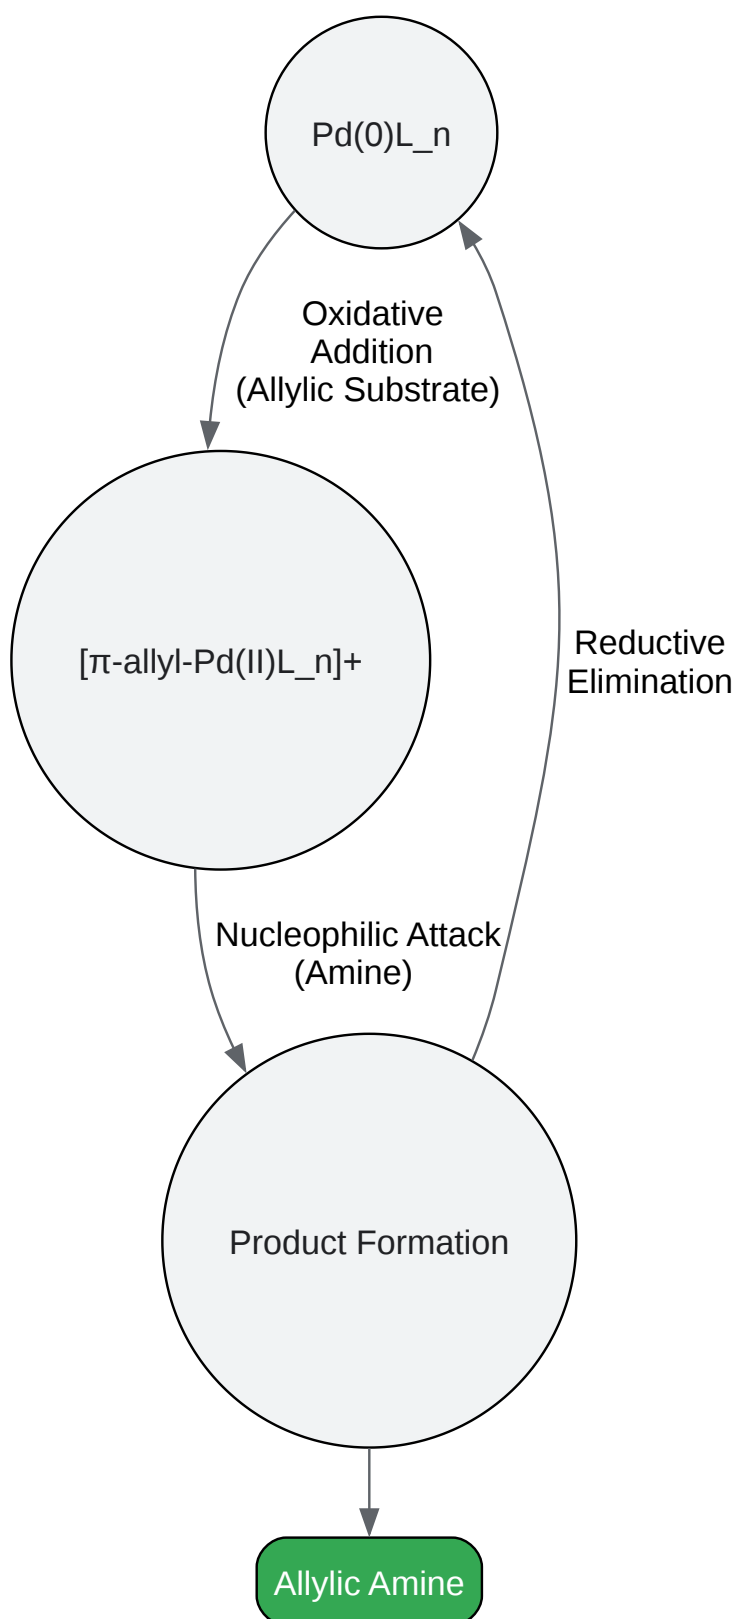 Pd(0)L_n
Oxidative
Addition
(Allylic Substrate)
[π-allyl-Pd(II)L_n]+
Reductive
Elimination
Nucleophilic Attack
(Amine)
Product Formation
Allylic Amine